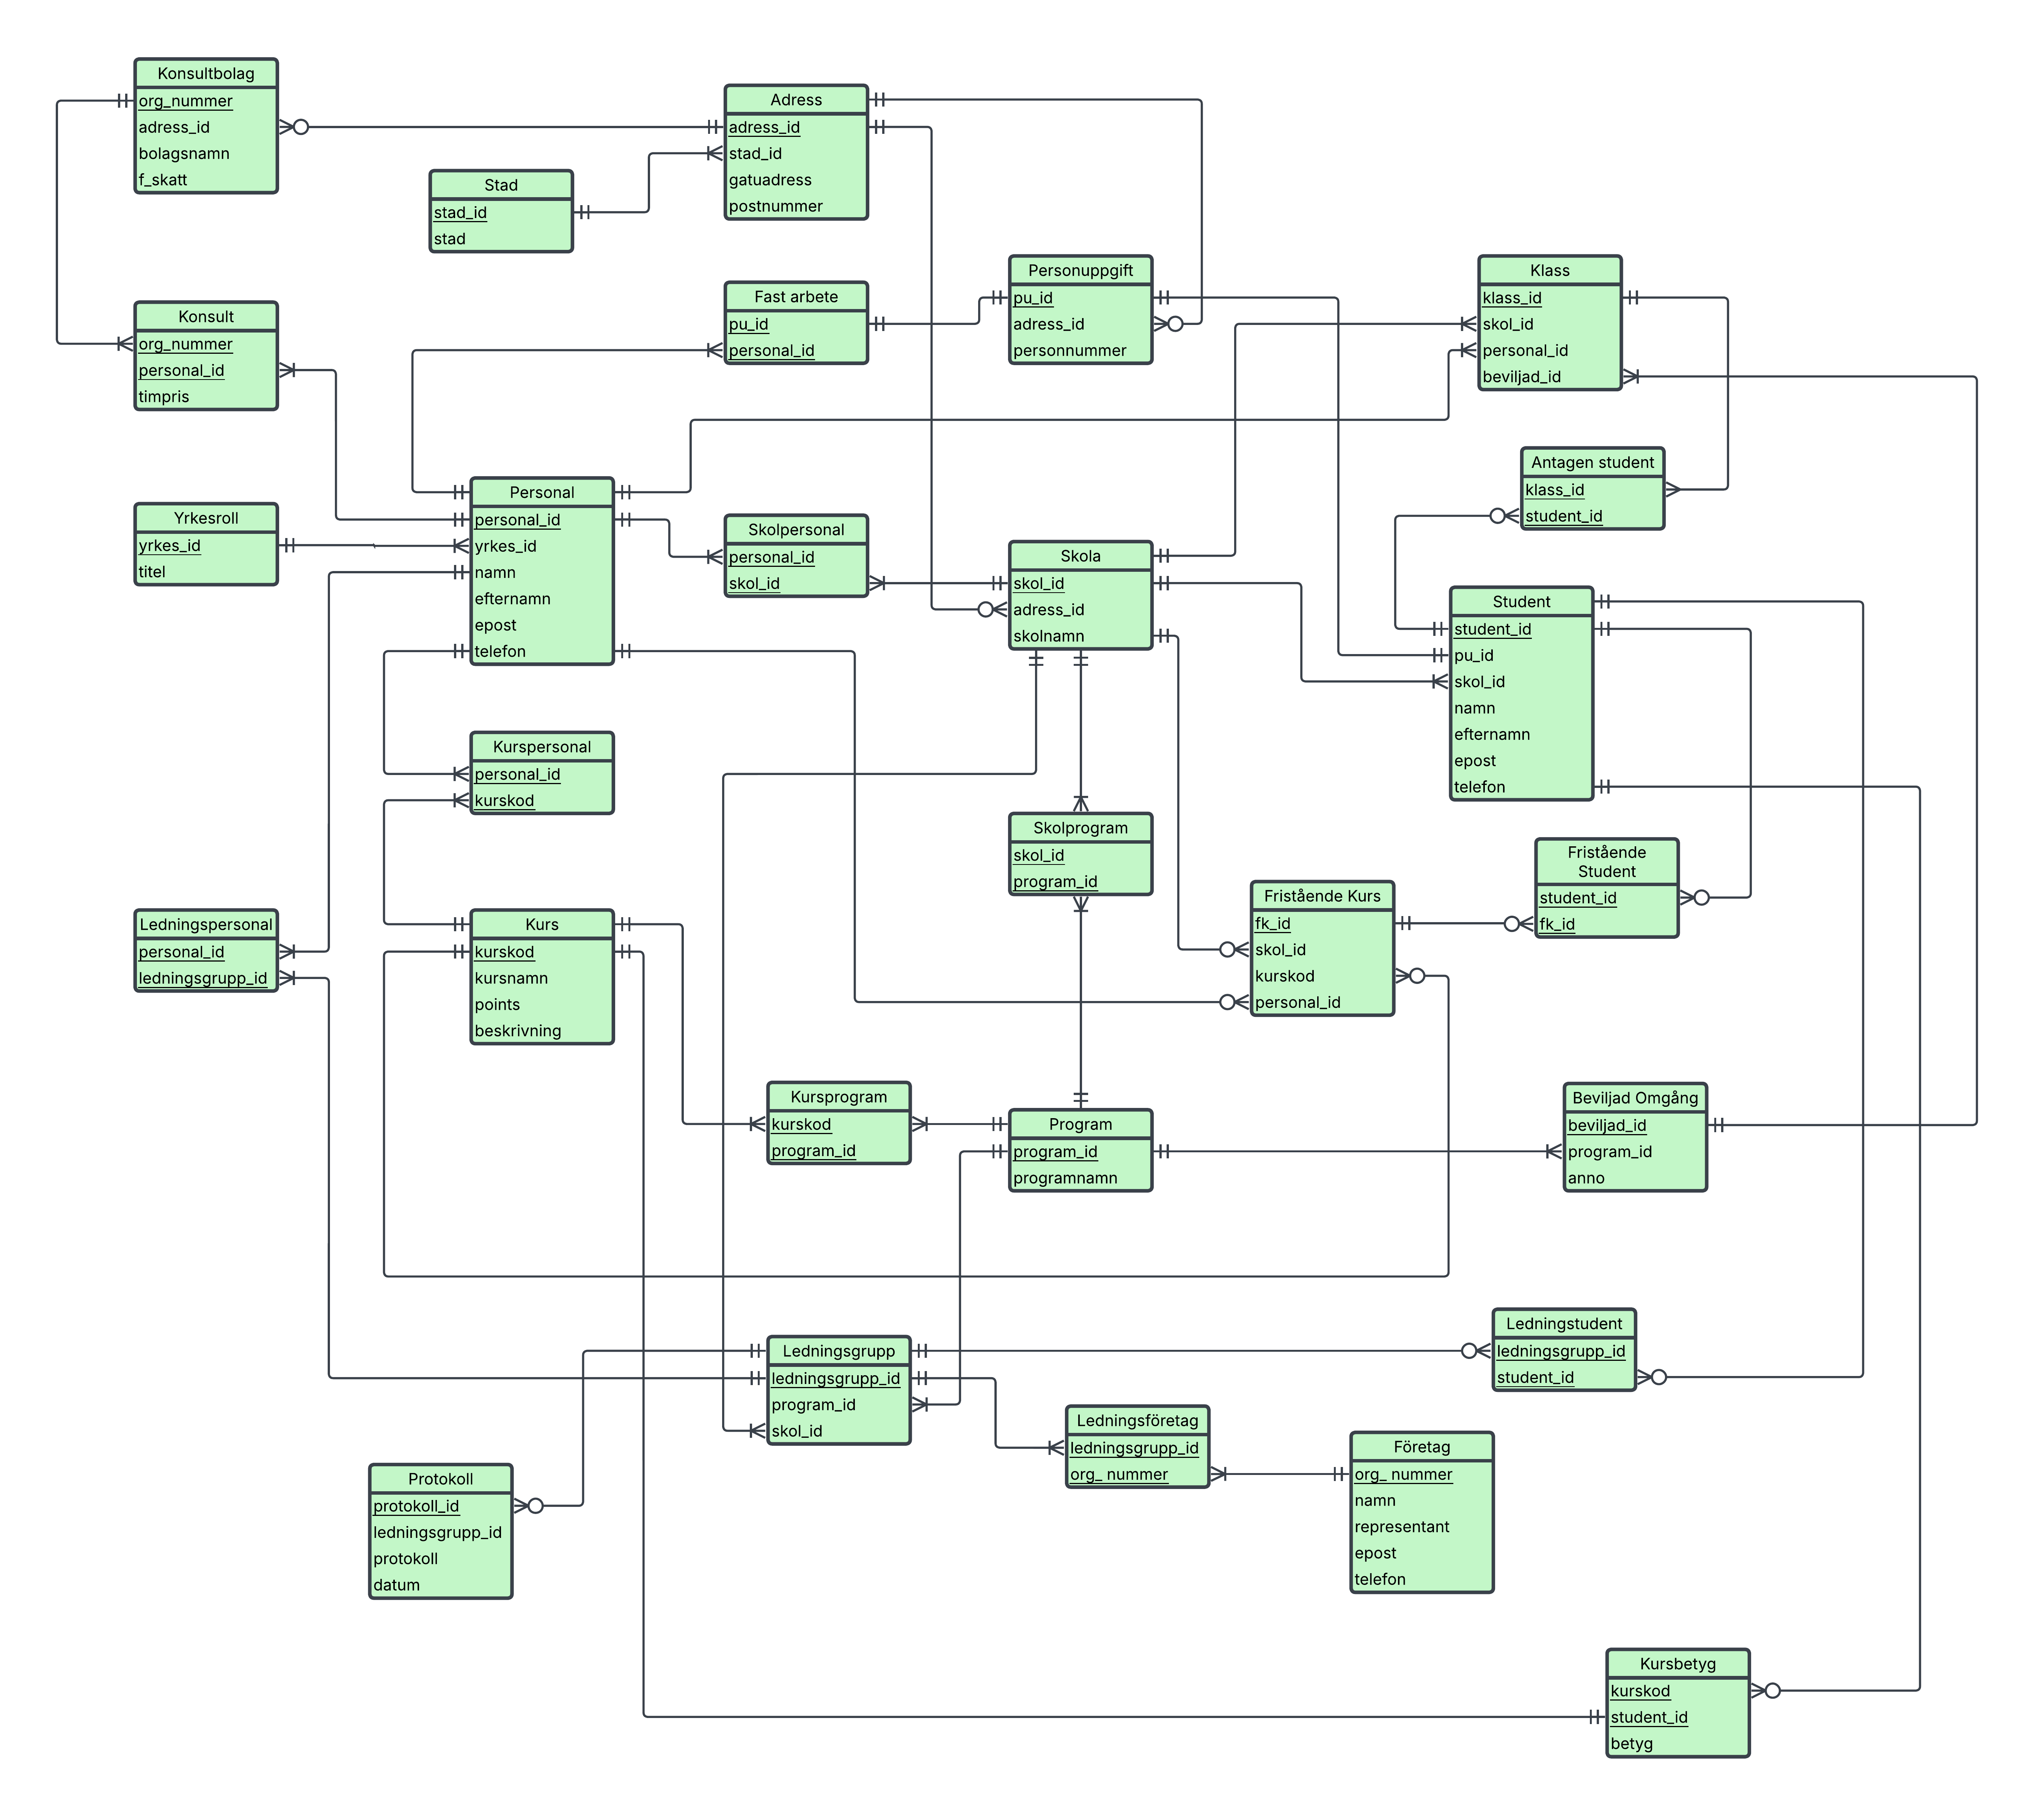 Konsultbolag
org_nummer
adress_id
bolagsnamn
f_skatt
Adress
adress_id
stad_id
gatuadress
postnummer
Stad
stad_id
stad
Personuppgift
pu_id
adress_id
personnummer
Klass
klass_id
skol_id
personal_id
beviljad_id
Fast arbete
pu_id
personal_id
Konsult
org_nummer
personal_id
timpris
Antagen student
klass_id
student_id
Personal
personal_id
yrkes_id
namn
efternamn
epost
telefon
Yrkesroll
yrkes_id
titel
Skolpersonal
personal_id
skol_id
Skola
skol_id
adress_id
skolnamn
Student
student_id
pu_id
skol_id
namn
efternamn
epost
telefon
Kurspersonal
personal_id
kurskod
Skolprogram
skol_id
program_id
Fristående
Student
student_id
fk_id
Fristående Kurs
fk_id
skol_id
kurskod
personal_id
Ledningspersonal
personal_id
ledningsgrupp_id
Kurs
kurskod
kursnamn
points
beskrivning
Kursprogram
kurskod
program_id
Program
program_id
programnamn
Beviljad Omgång
beviljad_id
program_id
anno
Ledningstudent
ledningsgrupp_id
student_id
Ledningsgrupp
ledningsgrupp_id
program_id
skol_id
Ledningsföretag
ledningsgrupp_id
org_ nummer
Företag
org_ nummer
namn
representant
epost
telefon
Protokoll
protokoll_id
ledningsgrupp_id
protokoll
datum
Kursbetyg
kurskod
student_id
betyg